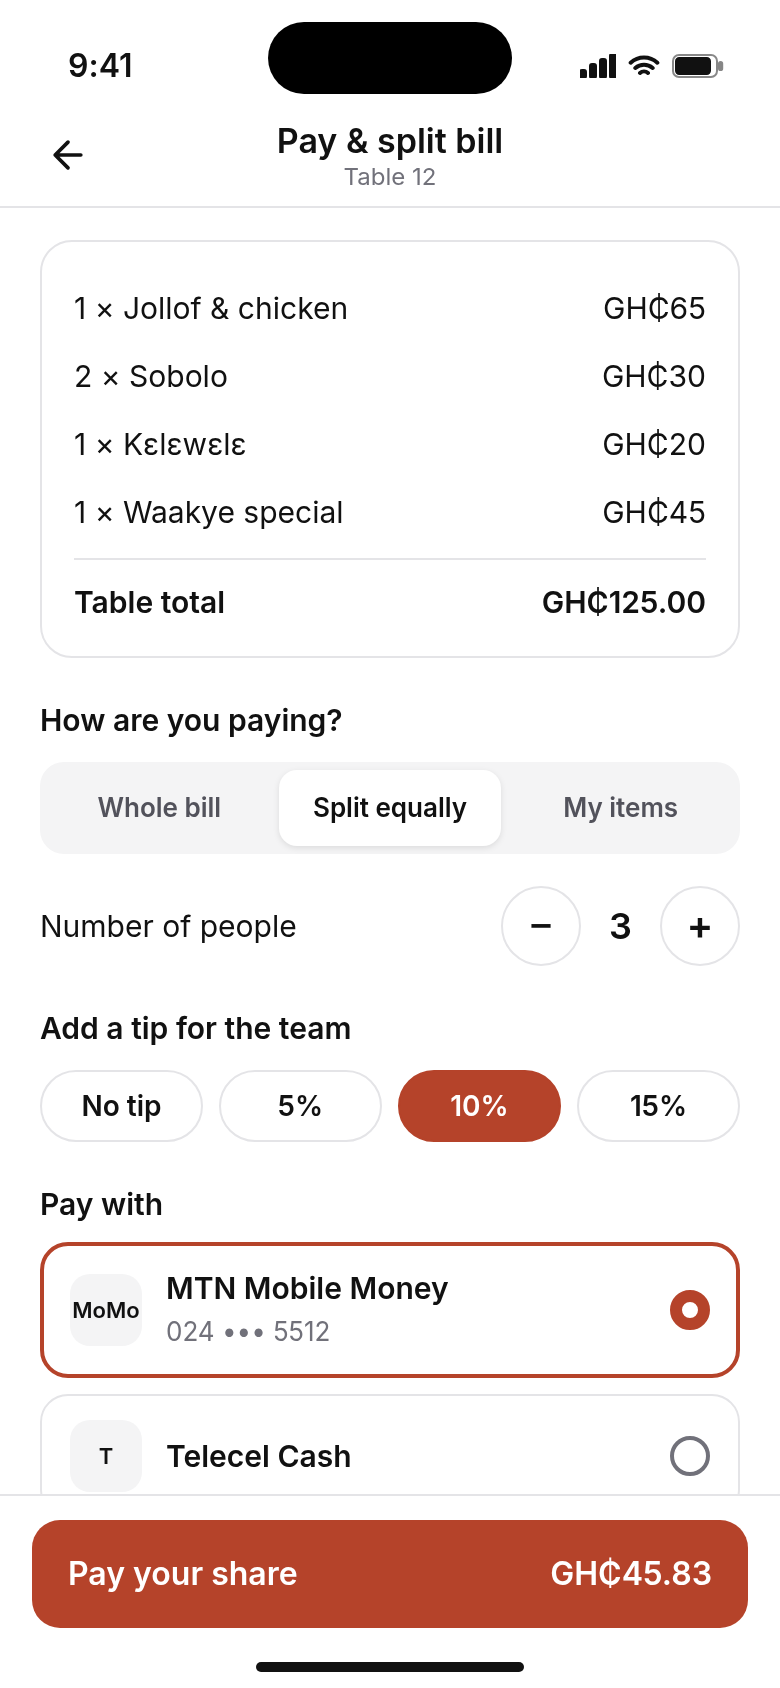 9:41
Pay & split bill
Table 12
1 × Jollof & chicken GH₵65
2 × Sobolo GH₵30
1 × Kɛlɛwɛlɛ GH₵20
1 × Waakye special GH₵45
Table total GH₵125.00
How are you paying?
Whole bill Split equally My items
Number of people − 3 +
Add a tip for the team
No tip 5% 10% 15%
Pay with
MoMo MTN Mobile Money
024 ••• 5512
T Telecel Cash
Pay your share GH₵45.83